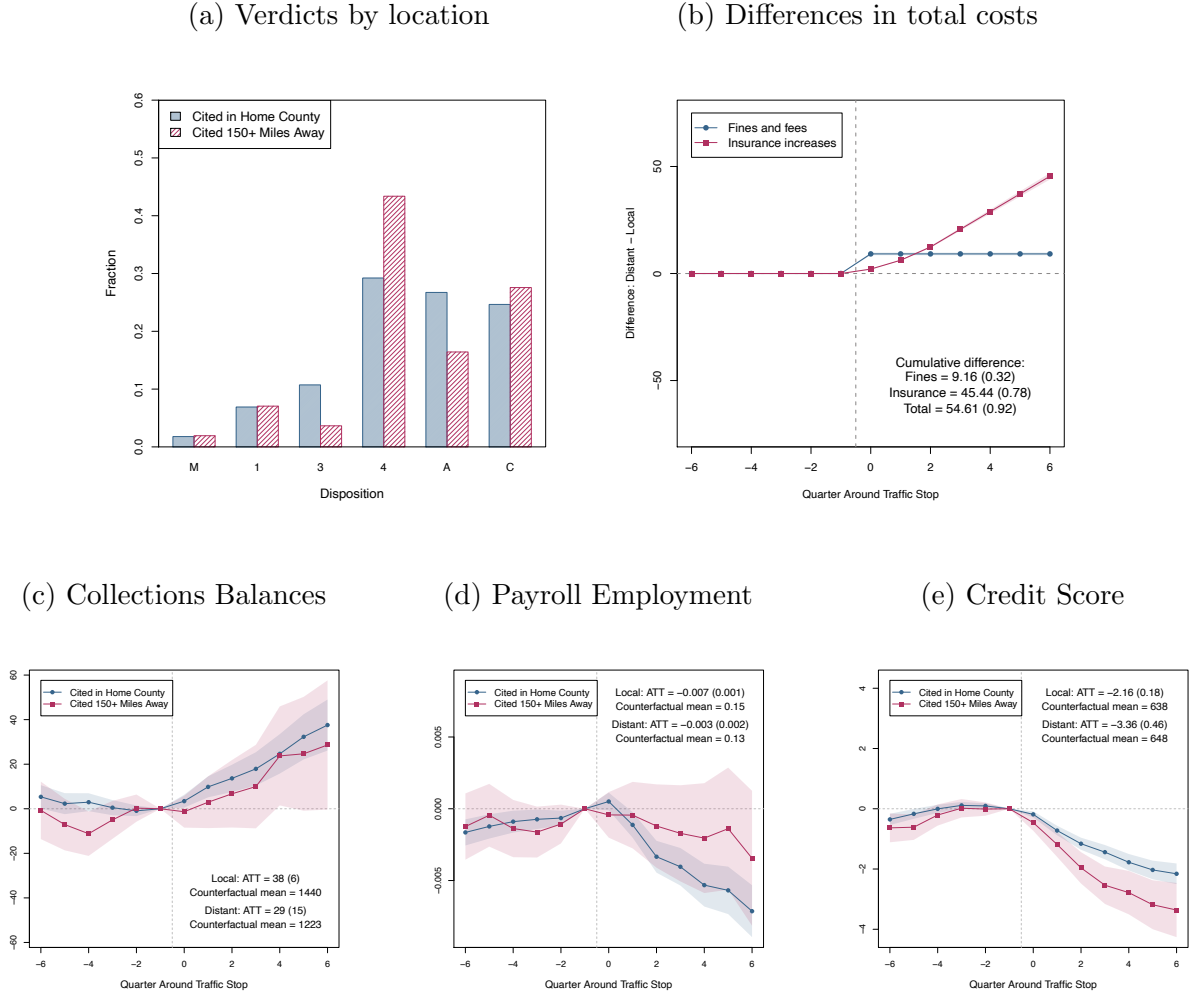 (a) Verdicts by location
Cited in Home County
Cited 150+ Miles Away
0.6
0.5
0.4
0.3
0.2
0.1
0.0
Fraction
M 1 3 4 A C
Disposition
(b) Differences in total costs
Fines and fees
Insurance increases
50
0
−50
Difference: Distant − Local
Cumulative difference:
Fines = 9.16 (0.32)
Insurance = 45.44 (0.78)
Total = 54.61 (0.92)
−6 −4 −2 0 2 4 6
Quarter Around Traffic Stop
(c) Collections Balances
Cited in Home County
Cited 150+ Miles Away
60
40
20
0
−20
−40
−60
Local: ATT = 38 (6)
Counterfactual mean = 1440
Distant: ATT = 29 (15)
Counterfactual mean = 1223
−6 −4 −2 0 2 4 6
Quarter Around Traffic Stop
(d) Payroll Employment
Cited in Home County
Cited 150+ Miles Away
Local: ATT = −0.007 (0.001)
Counterfactual mean = 0.15
Distant: ATT = −0.003 (0.002)
Counterfactual mean = 0.13
0.005
0.000
−0.005
−6 −4 −2 0 2 4 6
Quarter Around Traffic Stop
(e) Credit Score
Cited in Home County
Cited 150+ Miles Away
Local: ATT = −2.16 (0.18)
Counterfactual mean = 638
Distant: ATT = −3.36 (0.46)
Counterfactual mean = 648
4
2
0
−2
−4
−6 −4 −2 0 2 4 6
Quarter Around Traffic Stop